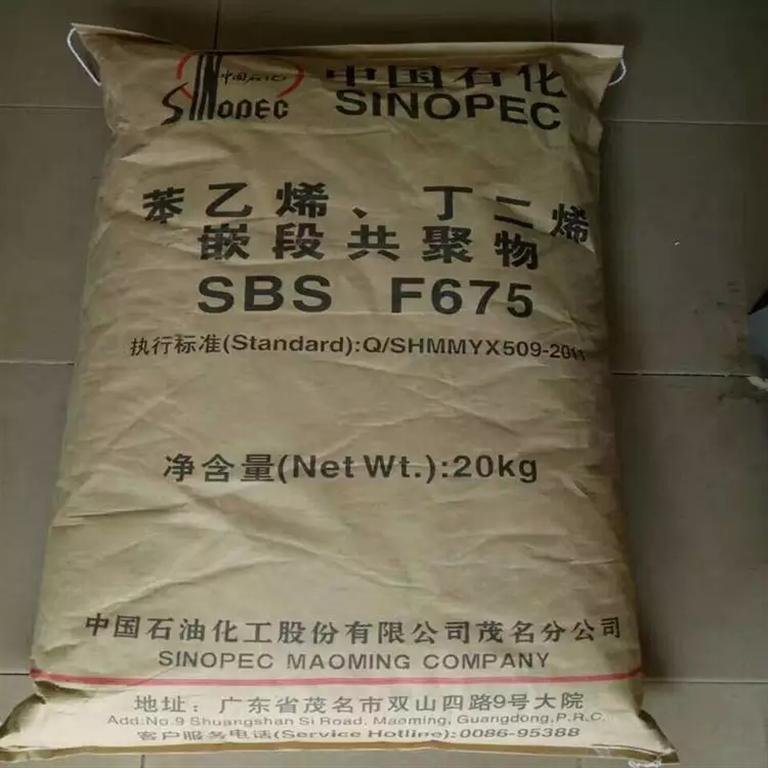 中国石化
SINOPEC
中国石化
SINOPEC
苯乙烯、丁二烯
嵌段共聚物
SBS F675
执行标准(Standard):Q/SHMMYX509-2011
净含量(Net Wt.):20kg
中国石油化工股份有限公司茂名分公司
SINOPEC MAOMING COMPANY
地址:广东省茂名市双山四路9号大院
Add:No.9 Shuangshan Si Road, Maoming, Guangdong,P.R.C.
客户服务电话(Service Hotline):0086-95388